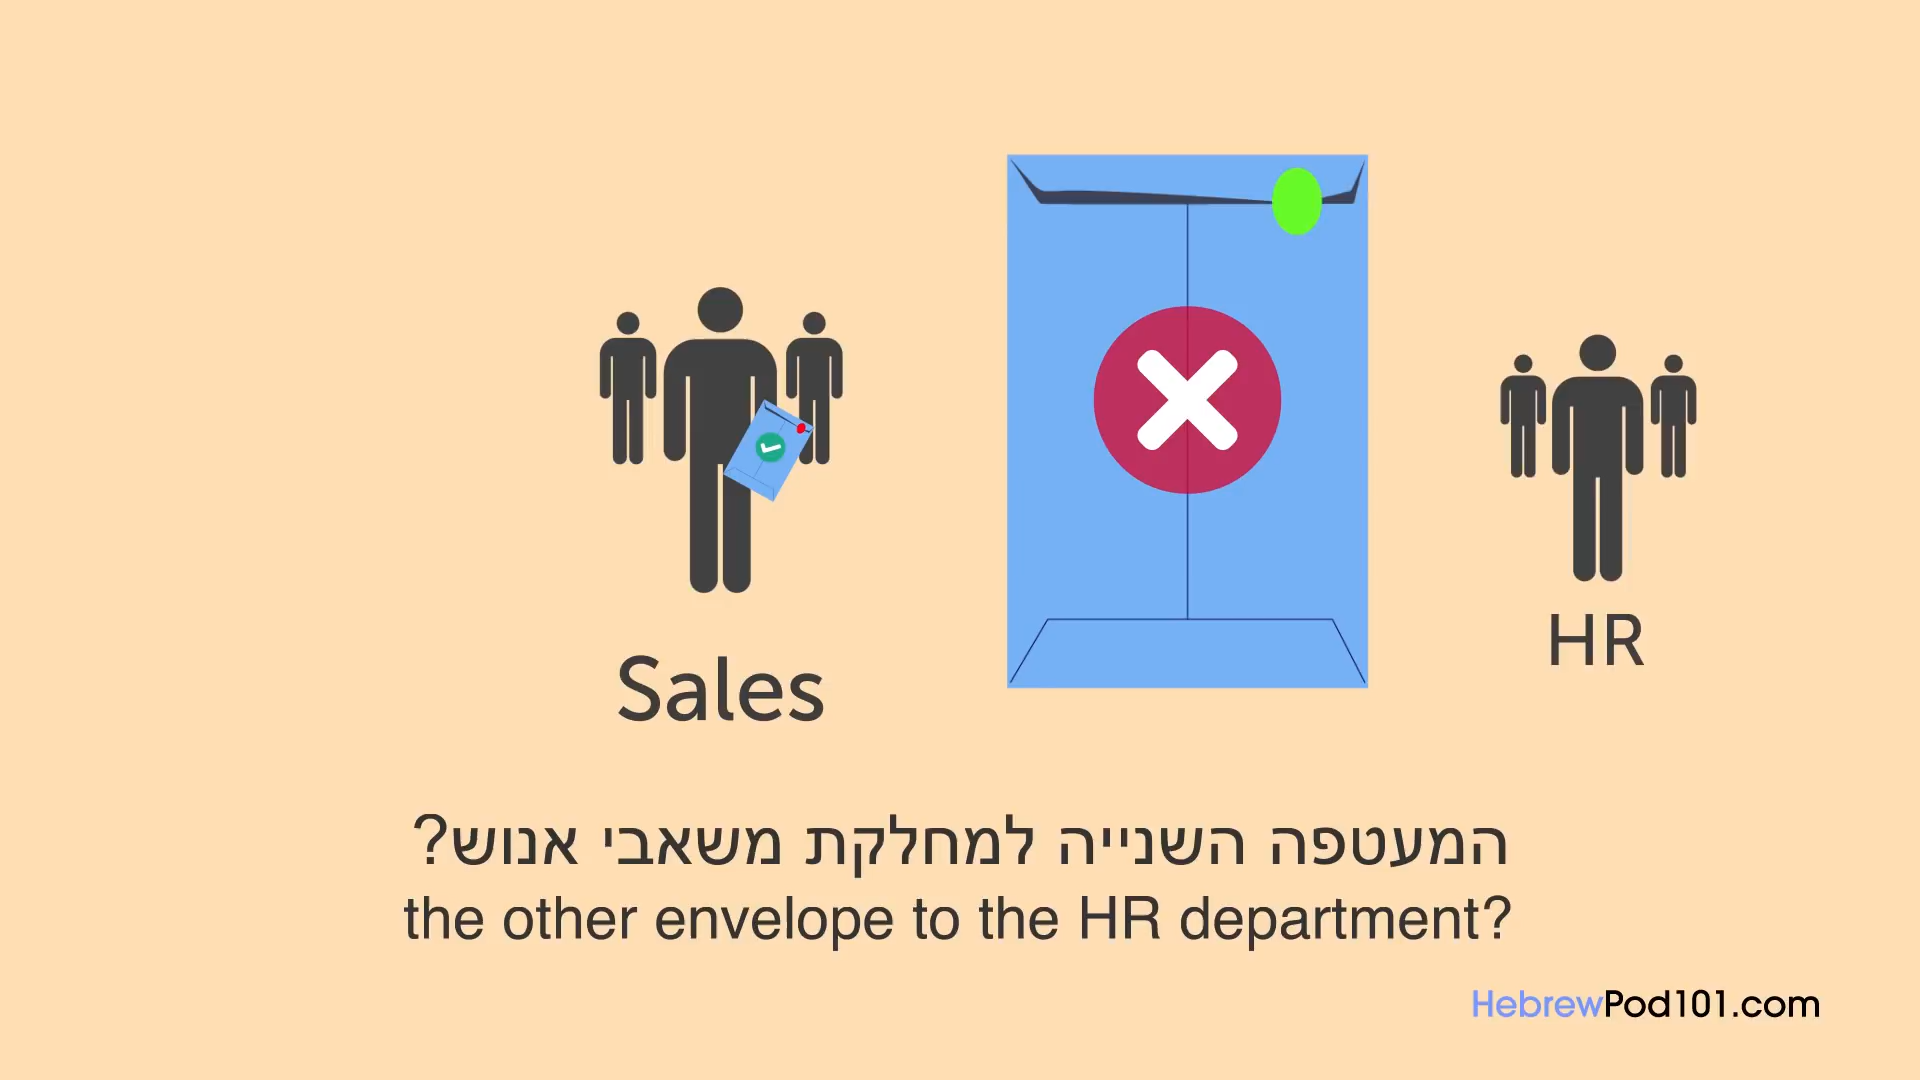 Sales
HR
המעטפה השנייה למחלקת משאבי אנוש?
the other envelope to the HR department?
HebrewPod101.com